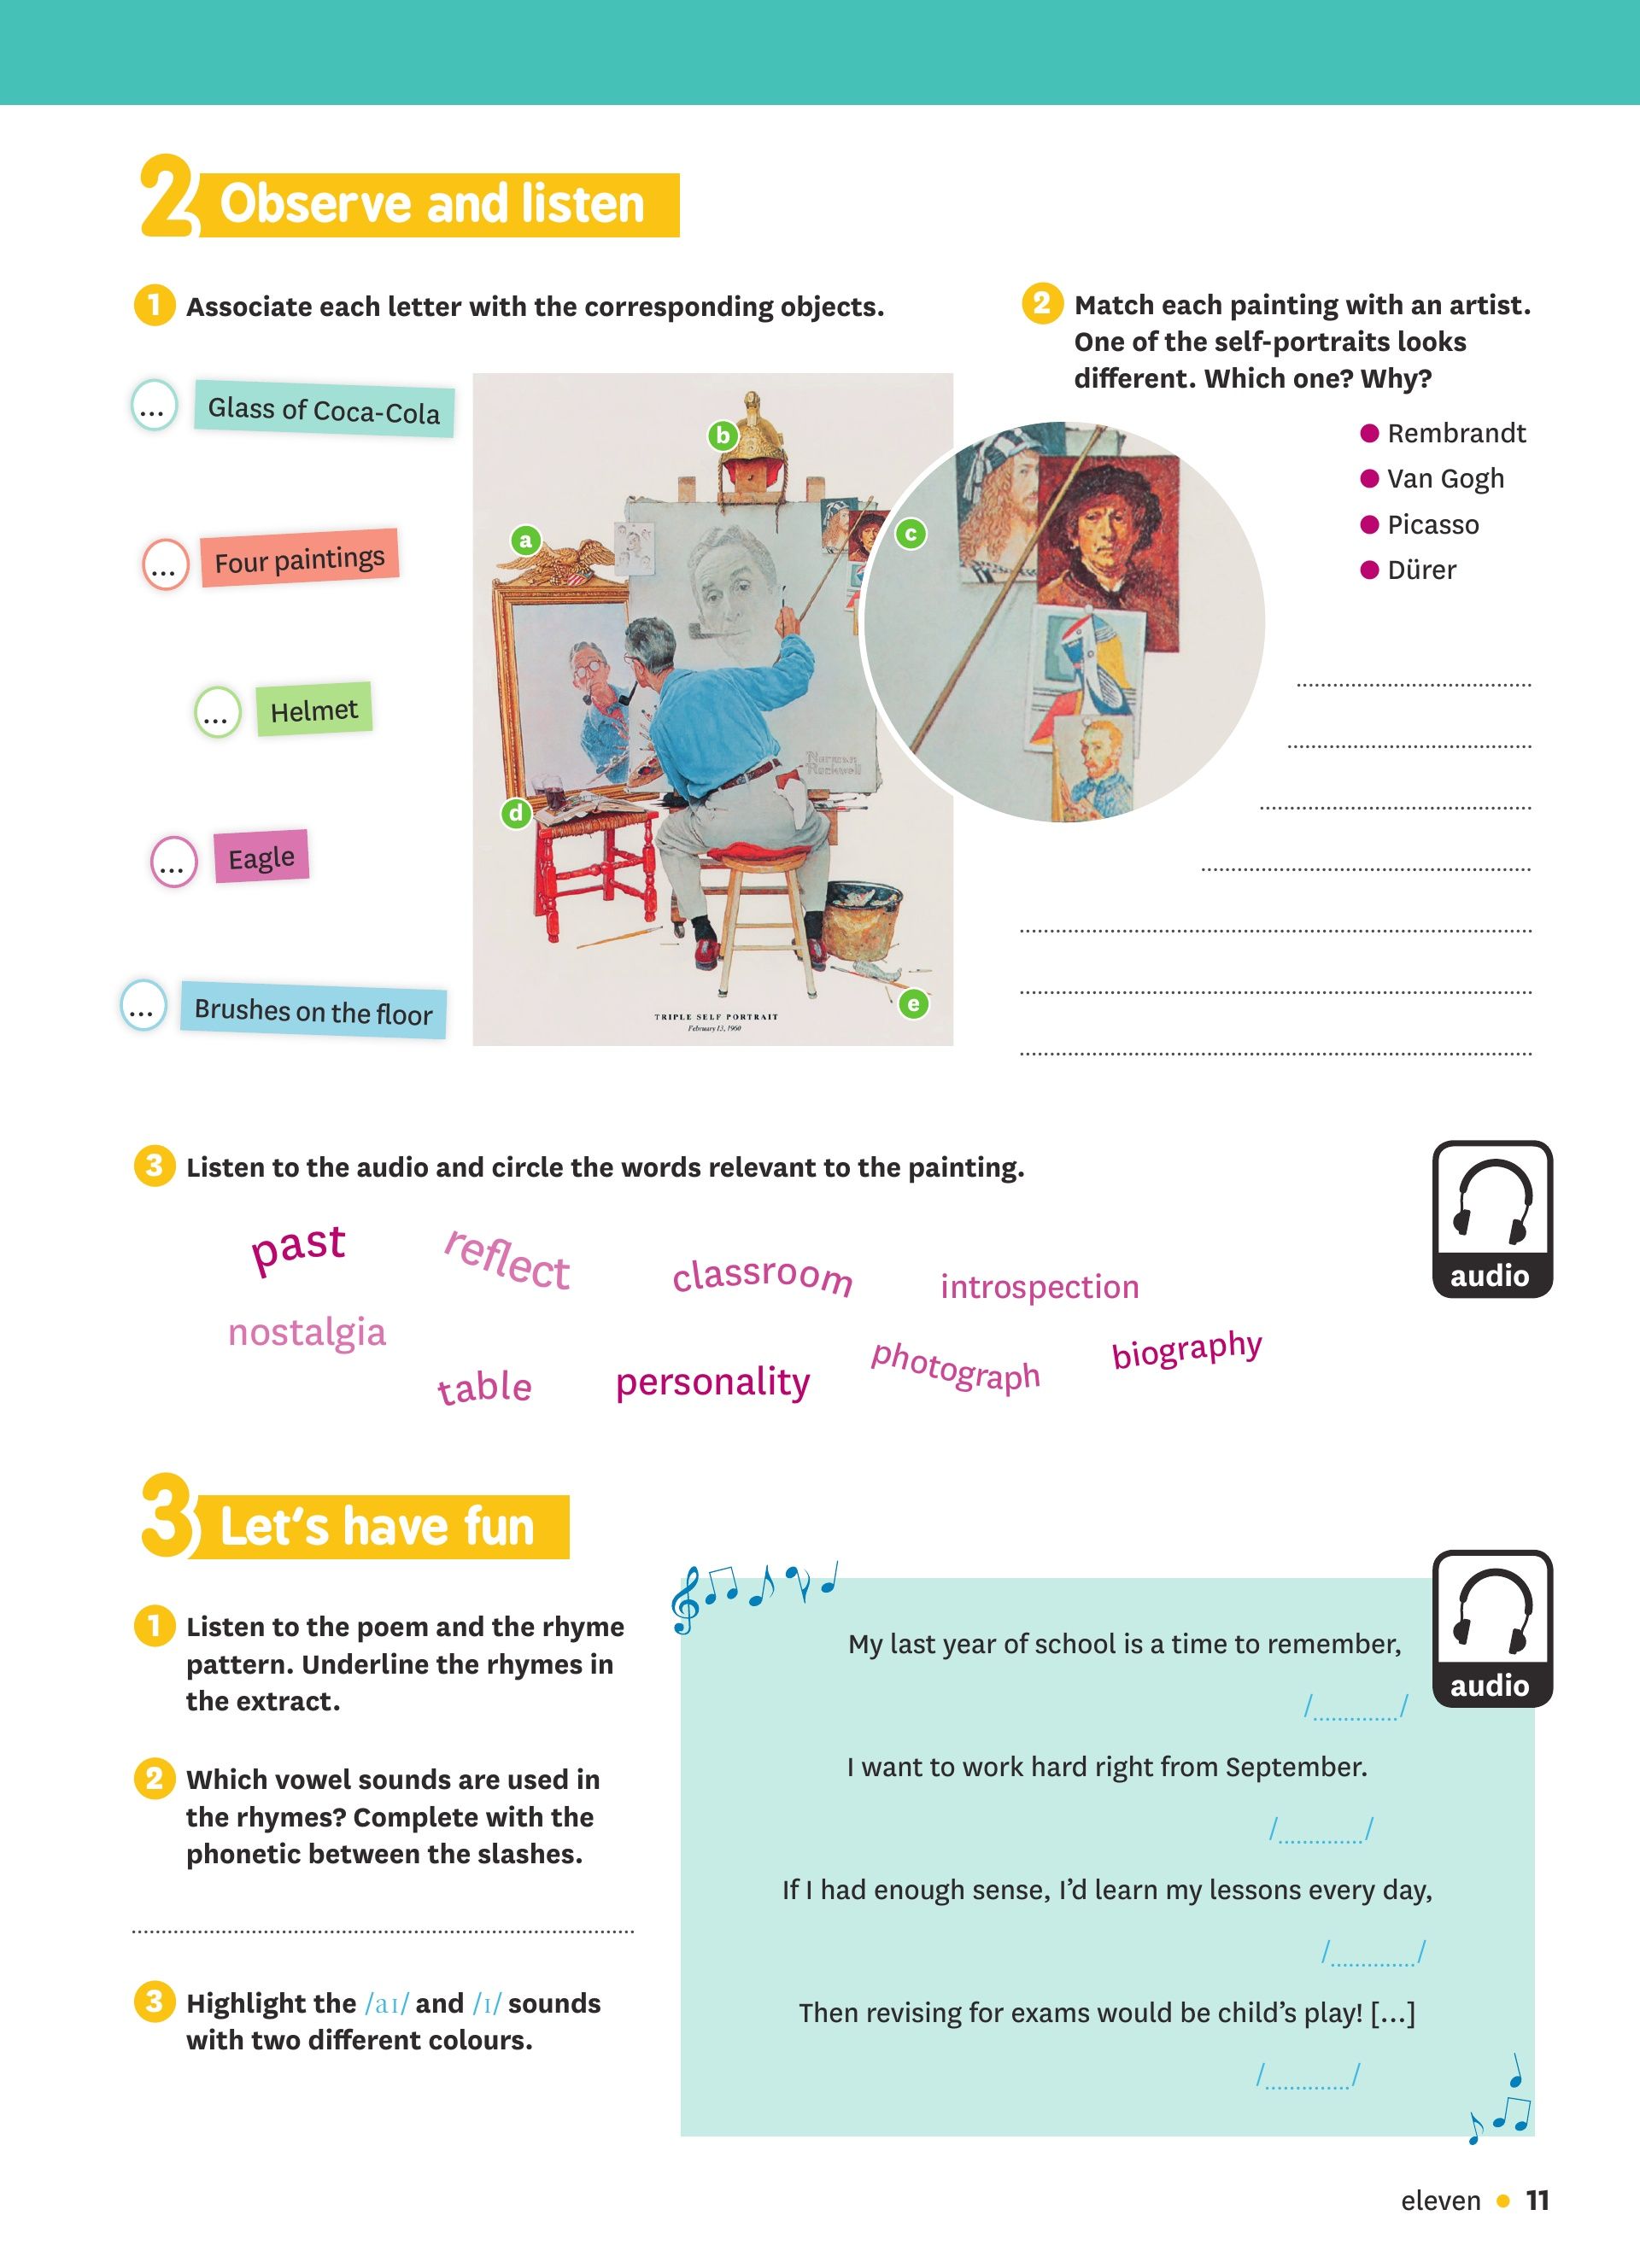 2 Observe and listen
1 Associate each letter with the corresponding objects.
... Glass of Coca-Cola
... Four paintings
... Helmet
... Eagle
... Brushes on the floor
a
b
c
d
e
Norman
Rockwell
TRIPLE SELF PORTRAIT
February 13, 1960
2 Match each painting with an artist.
One of the self-portraits looks
different. Which one? Why?
● Rembrandt
● Van Gogh
● Picasso
● Dürer
3 Listen to the audio and circle the words relevant to the painting.
audio
past
reflect
classroom
introspection
nostalgia
table
personality
photograph
biography
3 Let's have fun
1 Listen to the poem and the rhyme
pattern. Underline the rhymes in
the extract.
2 Which vowel sounds are used in
the rhymes? Complete with the
phonetic between the slashes.
3 Highlight the /aɪ/ and /ɪ/ sounds
with two different colours.
audio
My last year of school is a time to remember,
/.............../
I want to work hard right from September.
/.............../
If I had enough sense, I'd learn my lessons every day,
/.............../
Then revising for exams would be child's play! [...]
/.............../
eleven ● 11